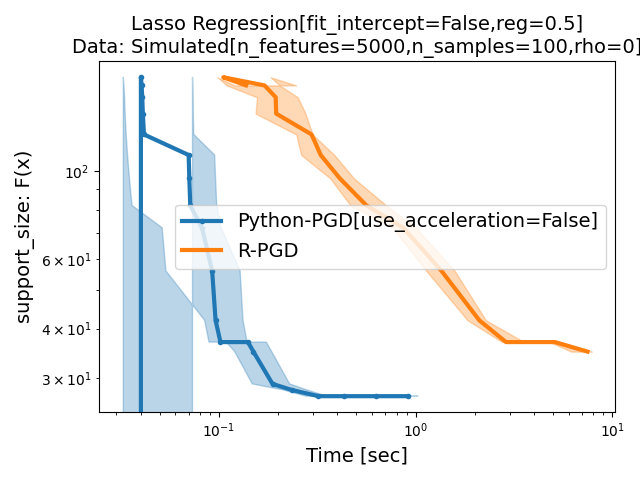 Lasso Regression[fit_intercept=False,reg=0.5]
Data: Simulated[n_features=5000,n_samples=100,rho=0]
support_size: F(x)
10²
6 × 10¹
4 × 10¹
3 × 10¹
Python-PGD[use_acceleration=False]
R-PGD
10⁻¹ 10⁰ 10¹
Time [sec]